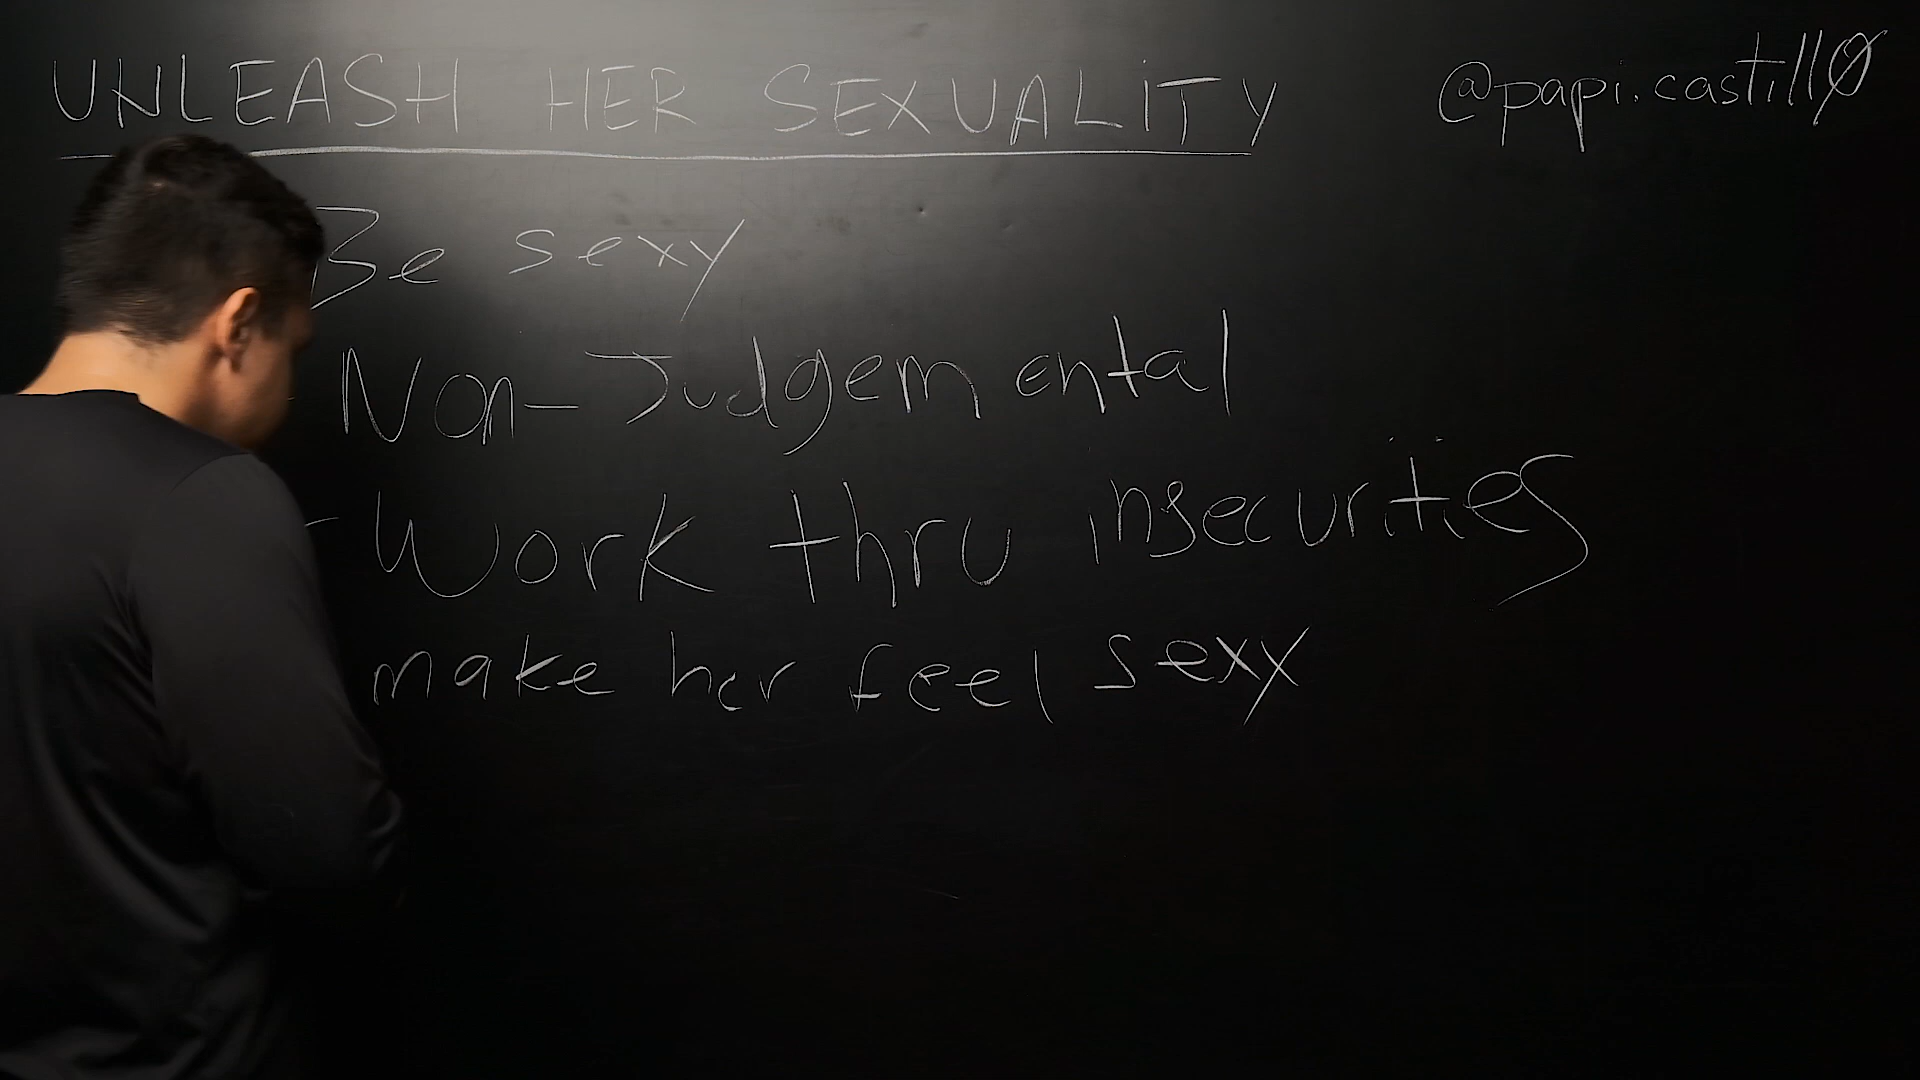 UNLEASH HER SEXUALITY
@papi.castill0
Be sexy
- Non-Judgemental
- Work thru insecurities
make her feel sexy